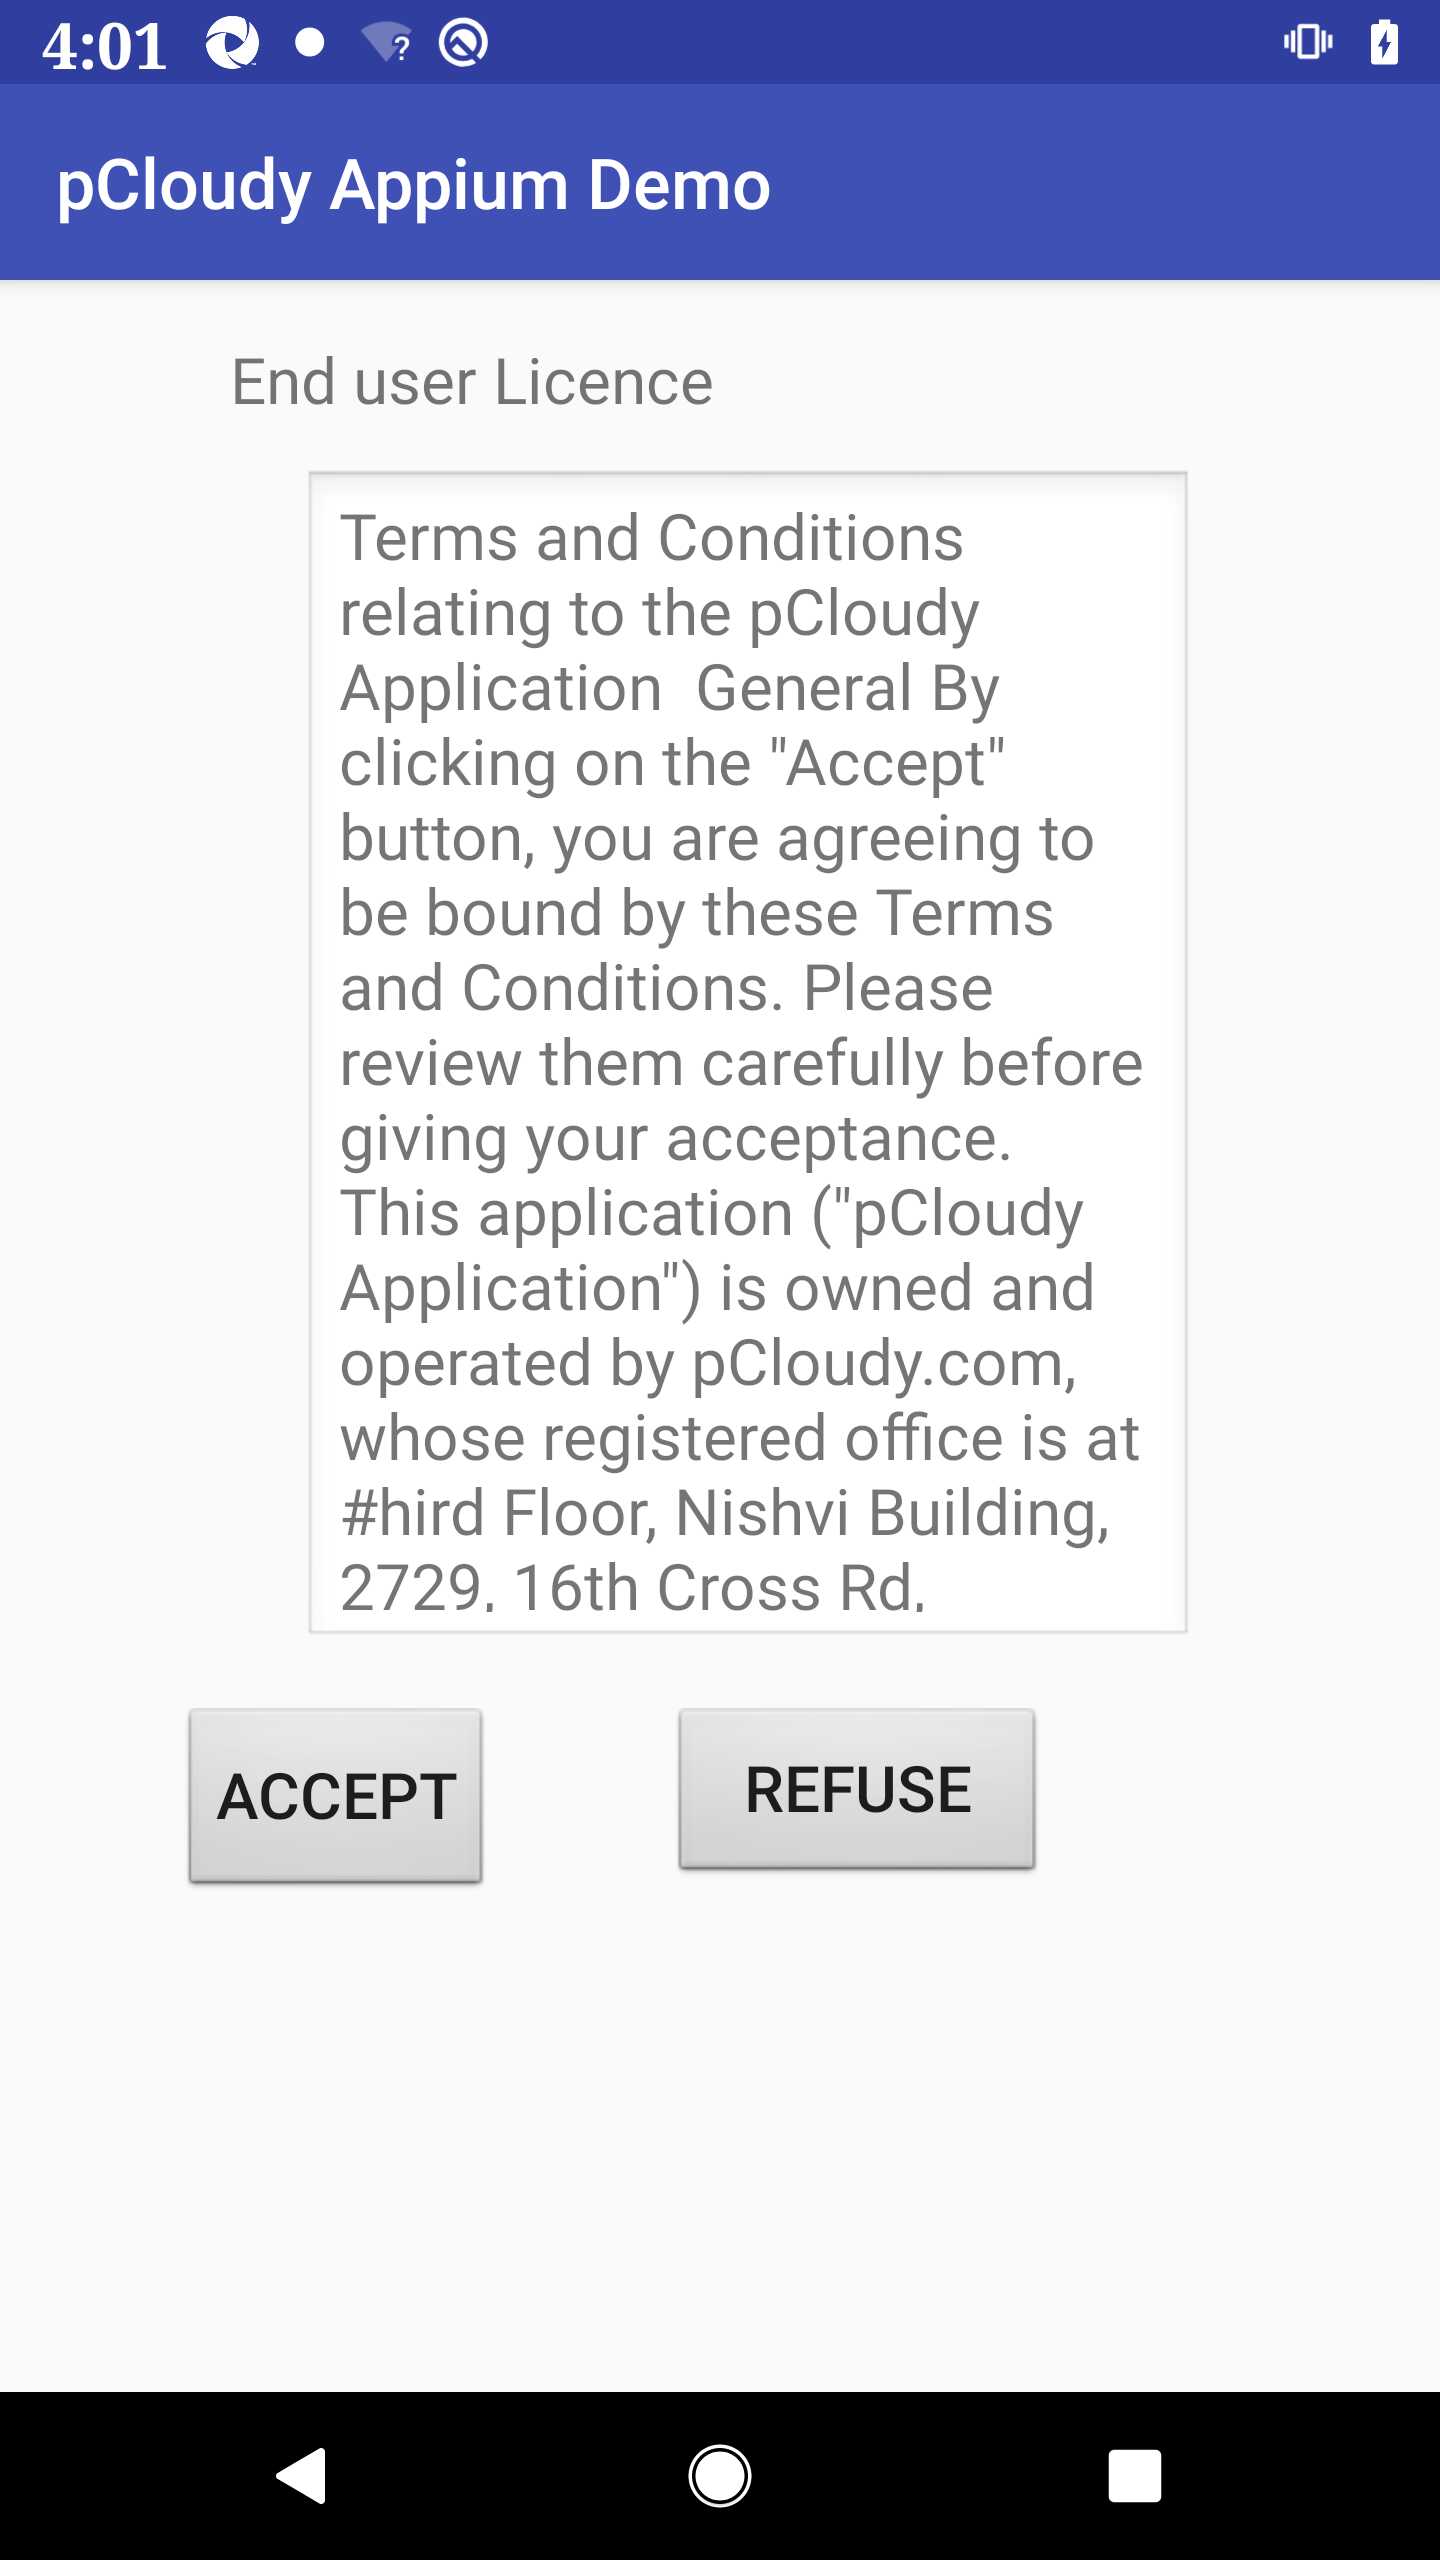 4:01
pCloudy Appium Demo
End user Licence
Terms and Conditions
relating to the pCloudy
Application  General By
clicking on the "Accept"
button, you are agreeing to
be bound by these Terms
and Conditions. Please
review them carefully before
giving your acceptance.
This application ("pCloudy
Application") is owned and
operated by pCloudy.com,
whose registered office is at
#hird Floor, Nishvi Building,
2729, 16th Cross Rd,
ACCEPT
REFUSE